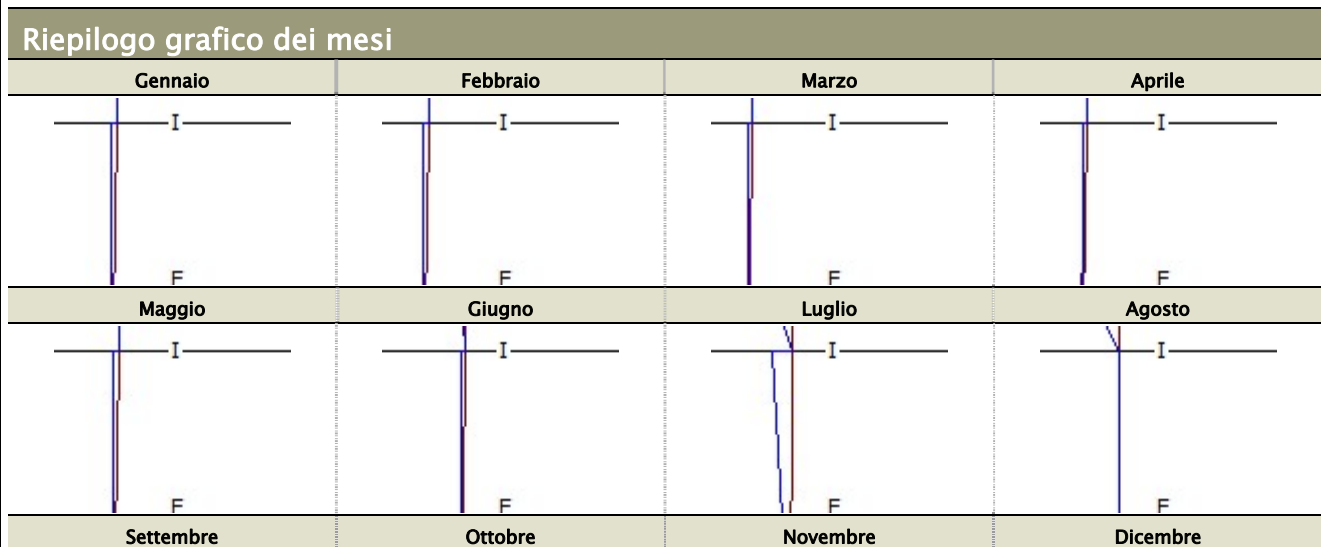 Riepilogo grafico dei mesi
Gennaio Febbraio Marzo Aprile
I I I I
F F F F
Maggio Giugno Luglio Agosto
I I I I
F F F F
Settembre Ottobre Novembre Dicembre